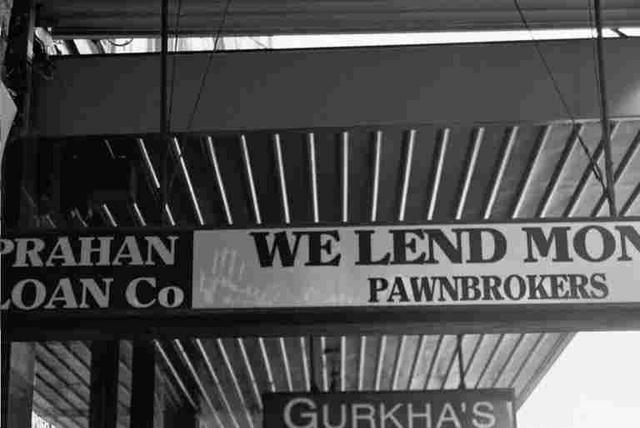 PRAHAN
LOAN Co
WE LEND MON
PAWNBROKERS
GURKHA'S